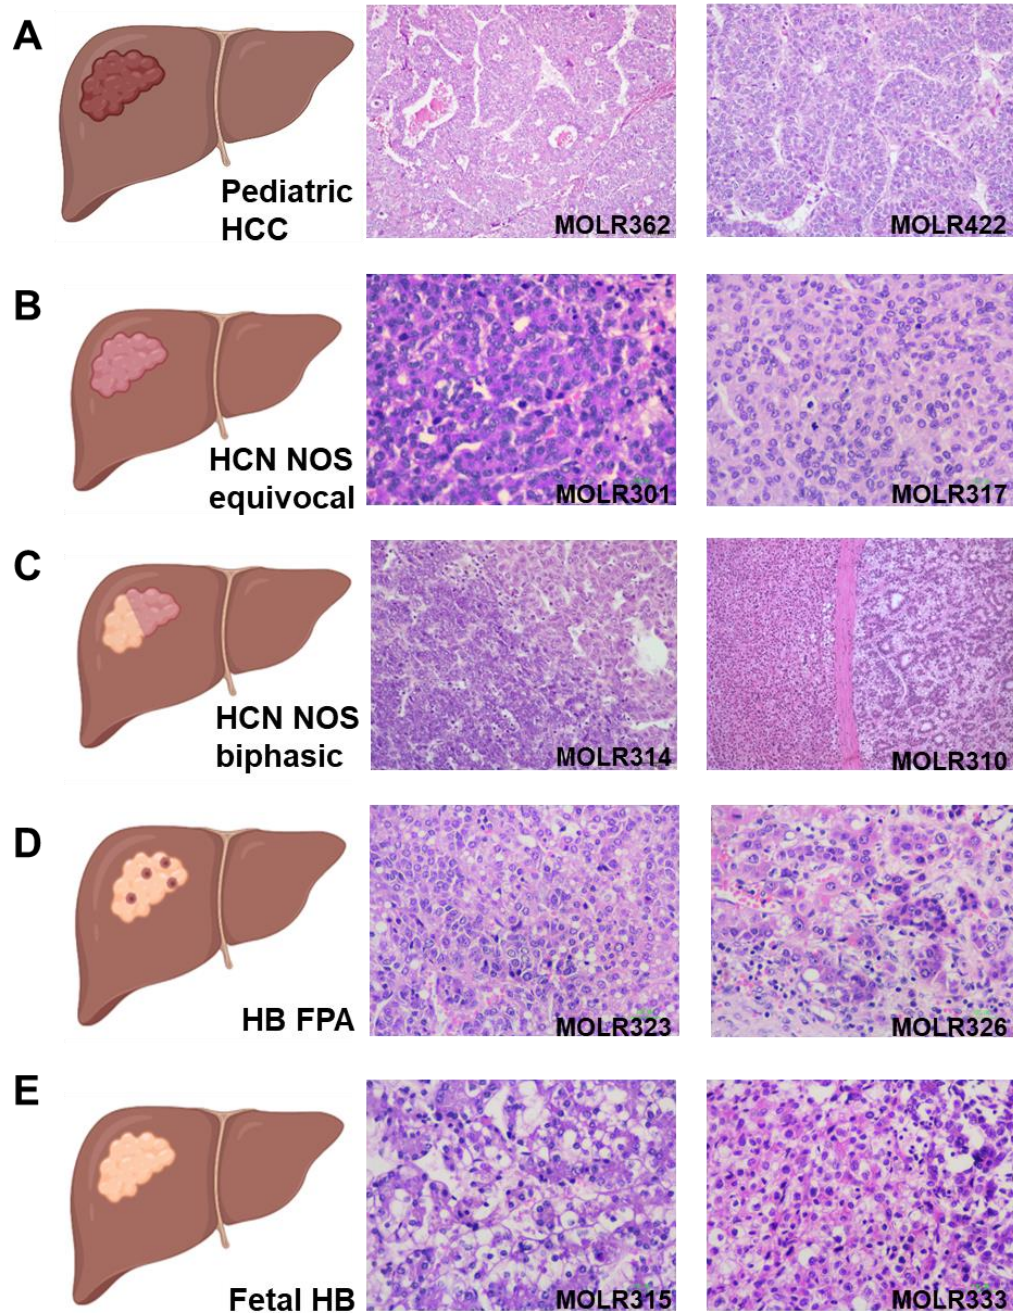 A
Pediatric
HCC
MOLR362
MOLR422
B
HCN NOS
equivocal
MOLR301
MOLR317
C
HCN NOS
biphasic
MOLR314
MOLR310
D
HB FPA
MOLR323
MOLR326
E
Fetal HB
MOLR315
MOLR333